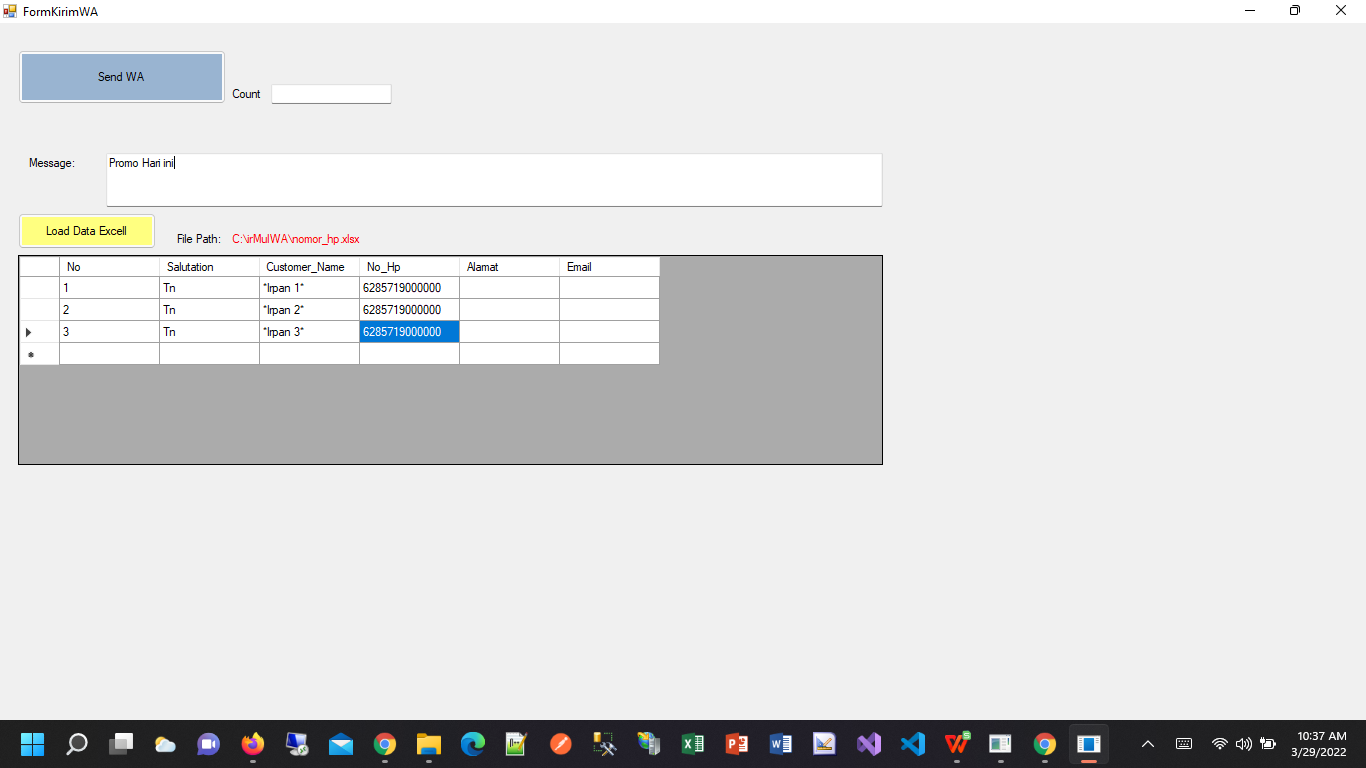 FormKirimWA
Send WA
Count
Message: Promo Hari ini
Load Data Excell
File Path: C:\irMulWA\nomor_hp.xlsx
No Salutation Customer_Name No_Hp Alamat Email
1 Tn *Irpan 1* 6285719000000
2 Tn *Irpan 2* 6285719000000
3 Tn *Irpan 3* 6285719000000
10:37 AM
3/29/2022